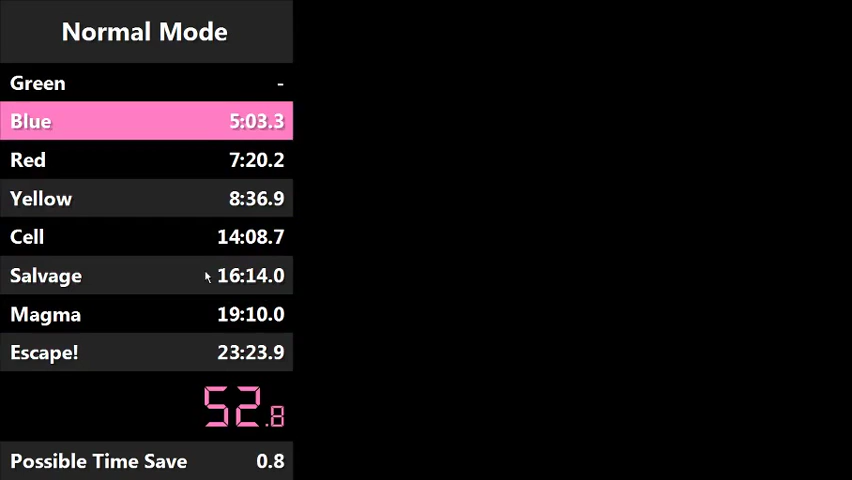 Normal Mode
Green -
Blue 5:03.3
Red 7:20.2
Yellow 8:36.9
Cell 14:08.7
Salvage 16:14.0
Magma 19:10.0
Escape! 23:23.9
52.8
Possible Time Save 0.8